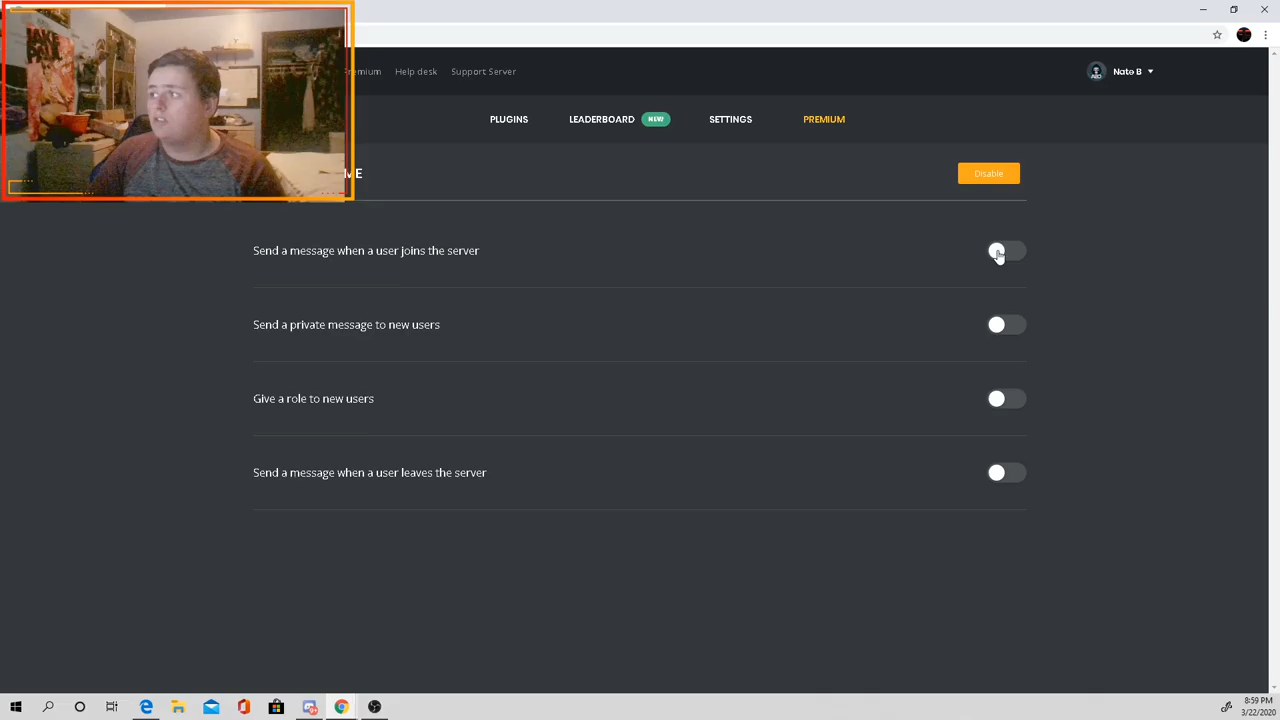 Help desk Support Server
Nate B
PLUGINS LEADERBOARD NEW SETTINGS PREMIUM
Disable
Send a message when a user joins the server
Send a private message to new users
Give a role to new users
Send a message when a user leaves the server
8:59 PM
3/22/2020